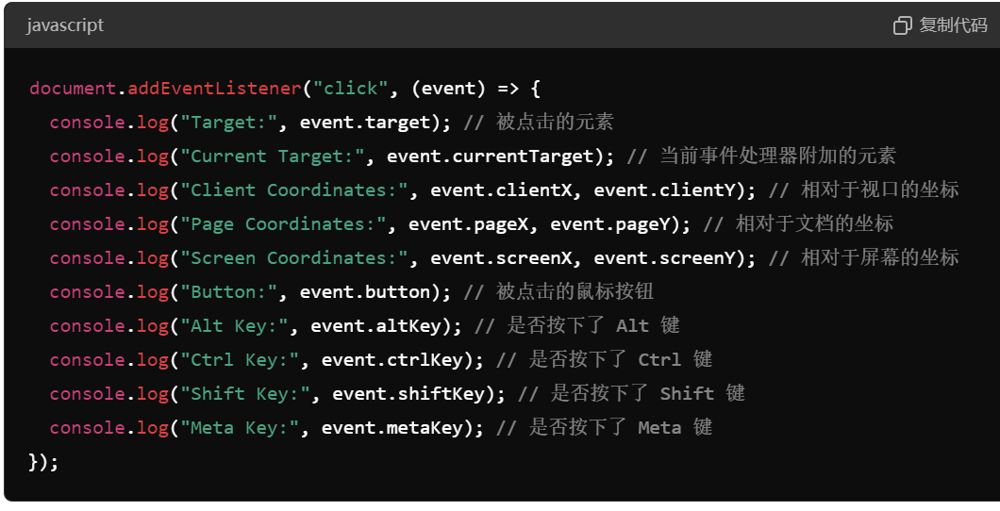 javascript
复制代码
document.addEventListener("click", (event) => {
  console.log("Target:", event.target); // 被点击的元素
  console.log("Current Target:", event.currentTarget); // 当前事件处理器附加的元素
  console.log("Client Coordinates:", event.clientX, event.clientY); // 相对于视口的坐标
  console.log("Page Coordinates:", event.pageX, event.pageY); // 相对于文档的坐标
  console.log("Screen Coordinates:", event.screenX, event.screenY); // 相对于屏幕的坐标
  console.log("Button:", event.button); // 被点击的鼠标按钮
  console.log("Alt Key:", event.altKey); // 是否按下了 Alt 键
  console.log("Ctrl Key:", event.ctrlKey); // 是否按下了 Ctrl 键
  console.log("Shift Key:", event.shiftKey); // 是否按下了 Shift 键
  console.log("Meta Key:", event.metaKey); // 是否按下了 Meta 键
});